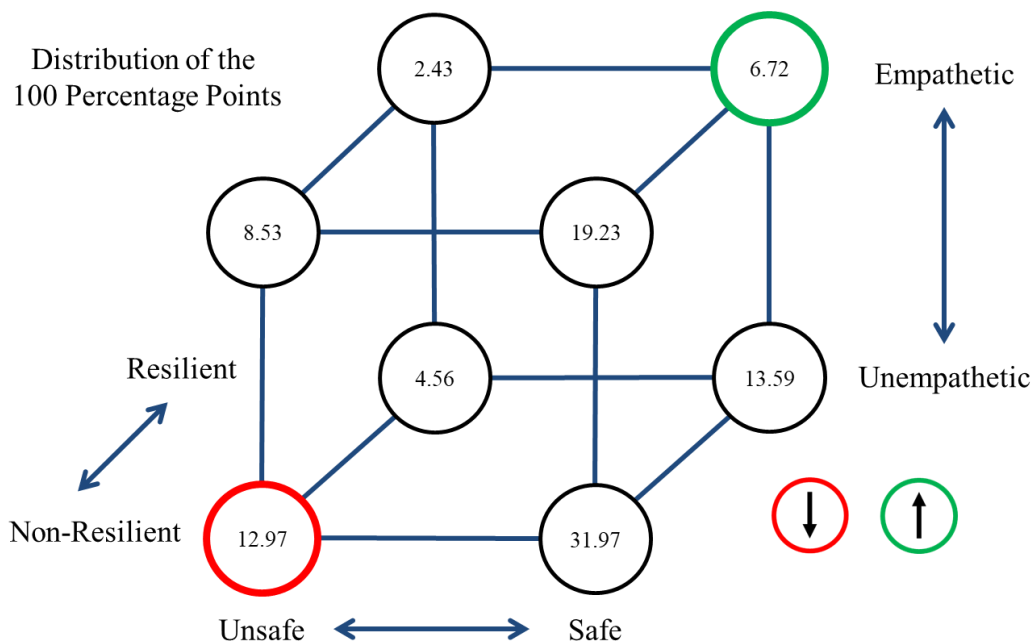 Distribution of the
100 Percentage Points
2.43
6.72
Empathetic
8.53
19.23
Resilient
4.56
13.59
Unempathetic
Non-Resilient
12.97
31.97
Unsafe
Safe